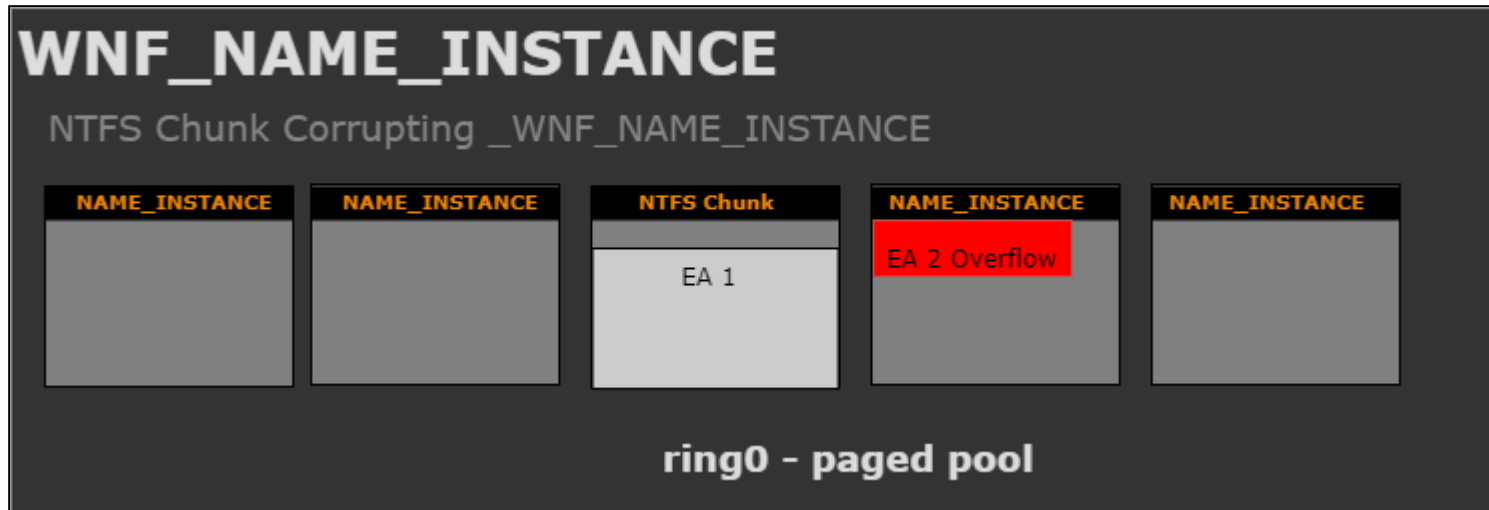 WNF_NAME_INSTANCE
NTFS Chunk Corrupting _WNF_NAME_INSTANCE
NAME_INSTANCE NAME_INSTANCE NTFS Chunk NAME_INSTANCE NAME_INSTANCE
EA 1 EA 2 Overflow
ring0 - paged pool